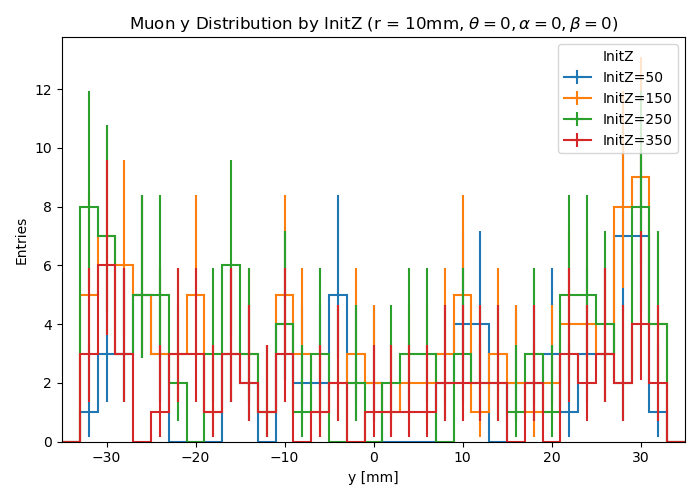 Muon y Distribution by InitZ (r = 10mm, θ = 0, α = 0, β = 0)
InitZ
InitZ=50
InitZ=150
InitZ=250
InitZ=350
Entries
12
10
8
6
4
2
0
−30 −20 −10 0 10 20 30
y [mm]